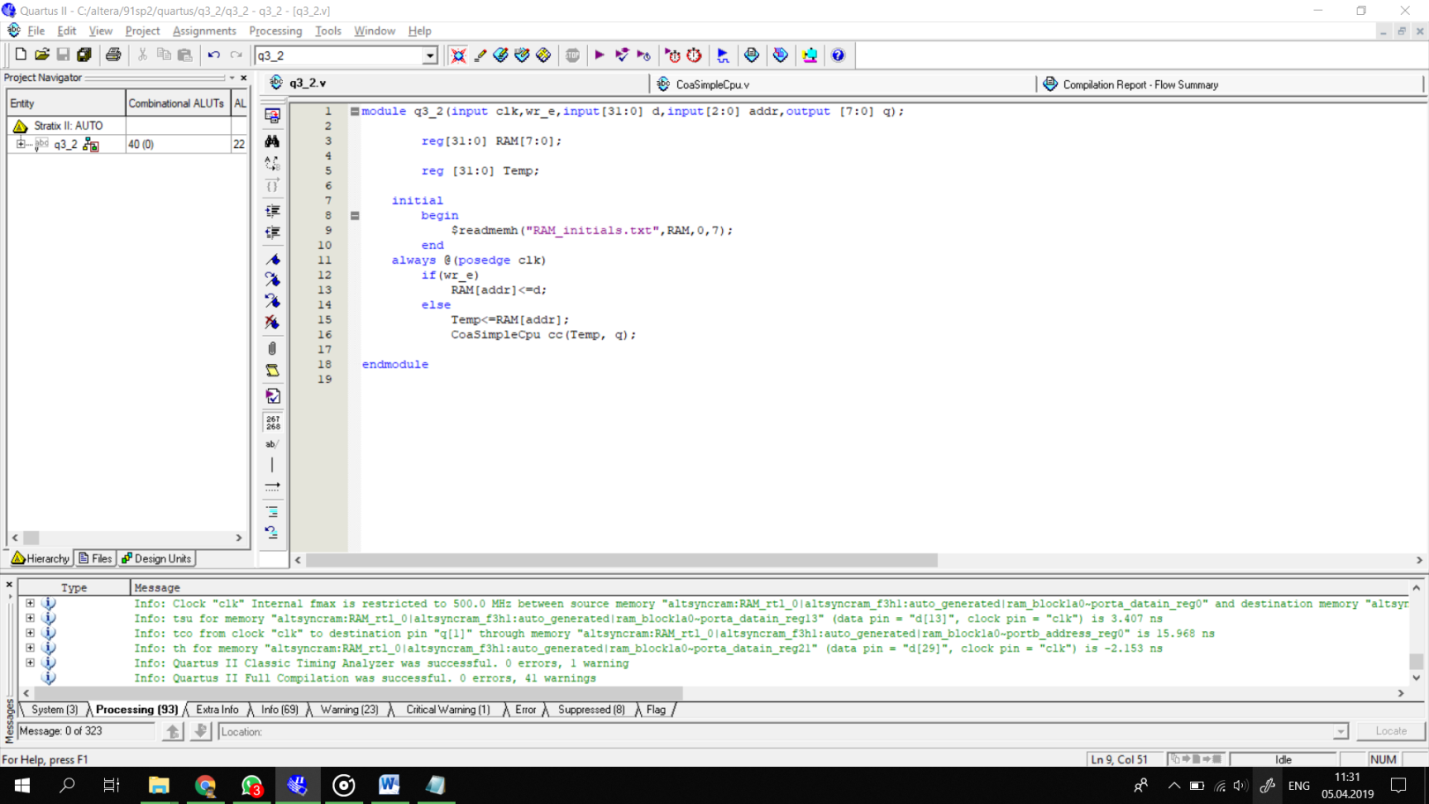 Quartus II - C:/altera/91sp2/quartus/q3_2/q3_2 - q3_2 - [q3_2.v]
File Edit View Project Assignments Processing Tools Window Help
q3_2
Project Navigator
q3_2.v
CoaSimpleCpu.v
Compilation Report - Flow Summary
Entity Combinational ALUTs AL
Stratix II: AUTO
q3_2 40 (0) 22
1 module q3_2(input clk,wr_e,input[31:0] d,input[2:0] addr,output [7:0] q);
2
3 reg[31:0] RAM[7:0];
4
5 reg [31:0] Temp;
6
7 initial
8 begin
9 $readmemh("RAM_initials.txt",RAM,0,7);
10 end
11 always @(posedge clk)
12 if(wr_e)
13 RAM[addr]<=d;
14 else
15 Temp<=RAM[addr];
16 CoaSimpleCpu cc(Temp, q);
17
18 endmodule
19
267
268
ab/
Hierarchy Files Design Units
Type Message
Info: Clock "clk" Internal fmax is restricted to 500.0 MHz between source memory "altsyncram:RAM_rtl_0|altsyncram_f3h1:auto_generated|ram_block1a0~porta_datain_reg0" and destination memory "altsyr
Info: tsu for memory "altsyncram:RAM_rtl_0|altsyncram_f3h1:auto_generated|ram_block1a0~porta_datain_reg13" (data pin = "d[13]", clock pin = "clk") is 3.407 ns
Info: tco from clock "clk" to destination pin "q[1]" through memory "altsyncram:RAM_rtl_0|altsyncram_f3h1:auto_generated|ram_block1a0~portb_address_reg0" is 15.968 ns
Info: th for memory "altsyncram:RAM_rtl_0|altsyncram_f3h1:auto_generated|ram_block1a0~porta_datain_reg21" (data pin = "d[29]", clock pin = "clk") is -2.153 ns
Info: Quartus II Classic Timing Analyzer was successful. 0 errors, 1 warning
Info: Quartus II Full Compilation was successful. 0 errors, 41 warnings
System (3) Processing (93) Extra Info Info (69) Warning (23) Critical Warning (1) Error Suppressed (8) Flag
Messages
Message: 0 of 323 Location: Locate
For Help, press F1 Ln 9, Col 51 Idle NUM
3
ENG
11:31
05.04.2019